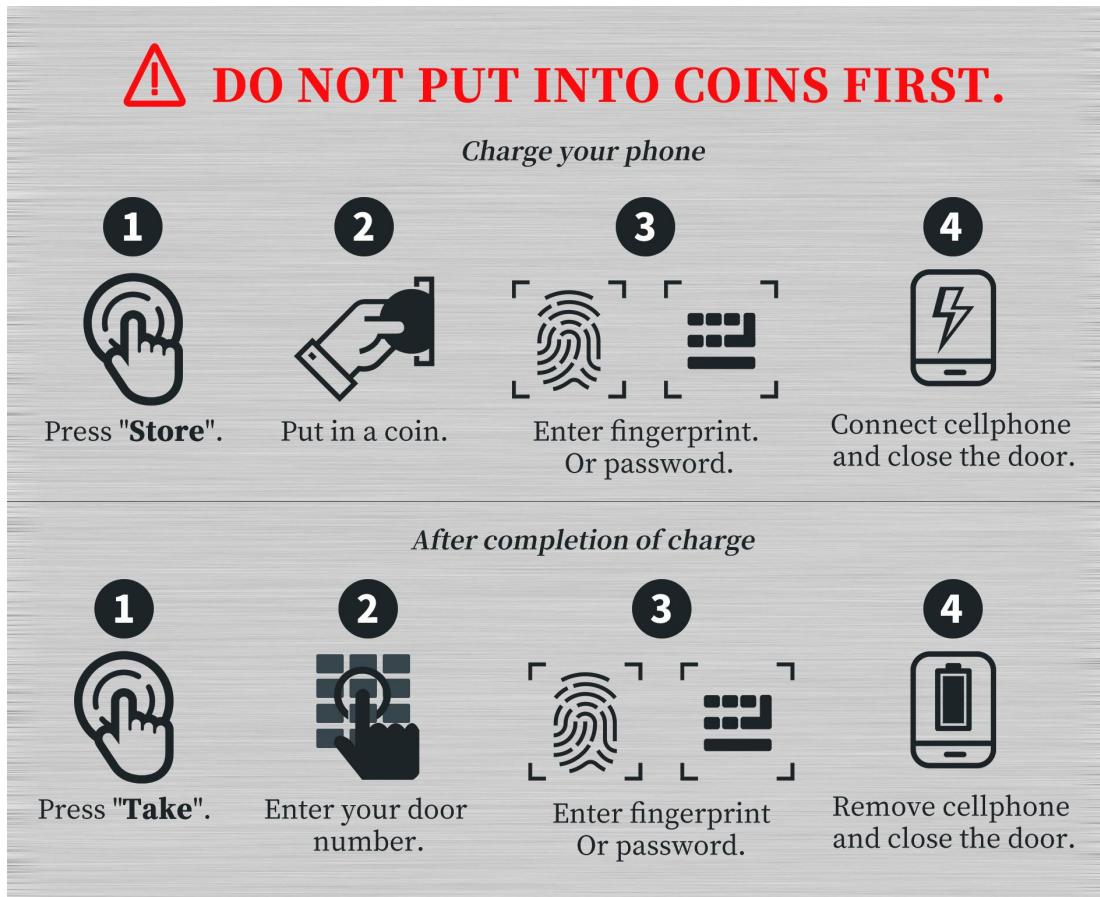 DO NOT PUT INTO COINS FIRST.
Charge your phone
1
2
3
4
Press "Store".
Put in a coin.
Enter fingerprint.
Or password.
Connect cellphone
and close the door.
After completion of charge
1
2
3
4
Press "Take".
Enter your door
number.
Enter fingerprint
Or password.
Remove cellphone
and close the door.